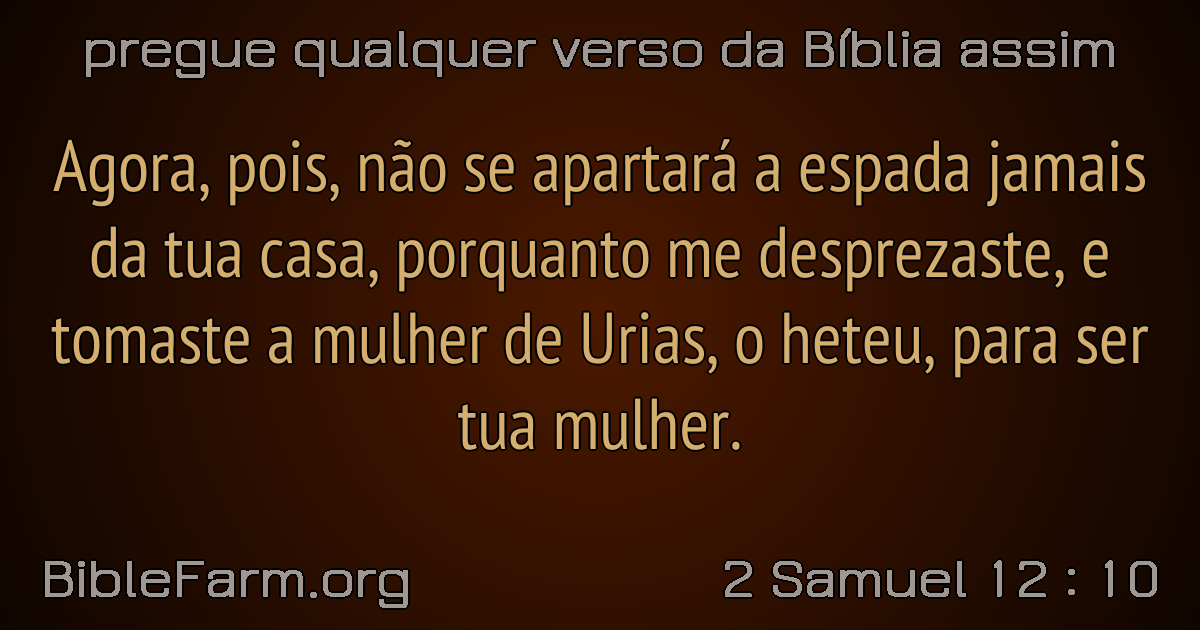 pregue qualquer verso da Bíblia assim
Agora, pois, não se apartará a espada jamais
da tua casa, porquanto me desprezaste, e
tomaste a mulher de Urias, o heteu, para ser
tua mulher.
BibleFarm.org
2 Samuel 12 : 10